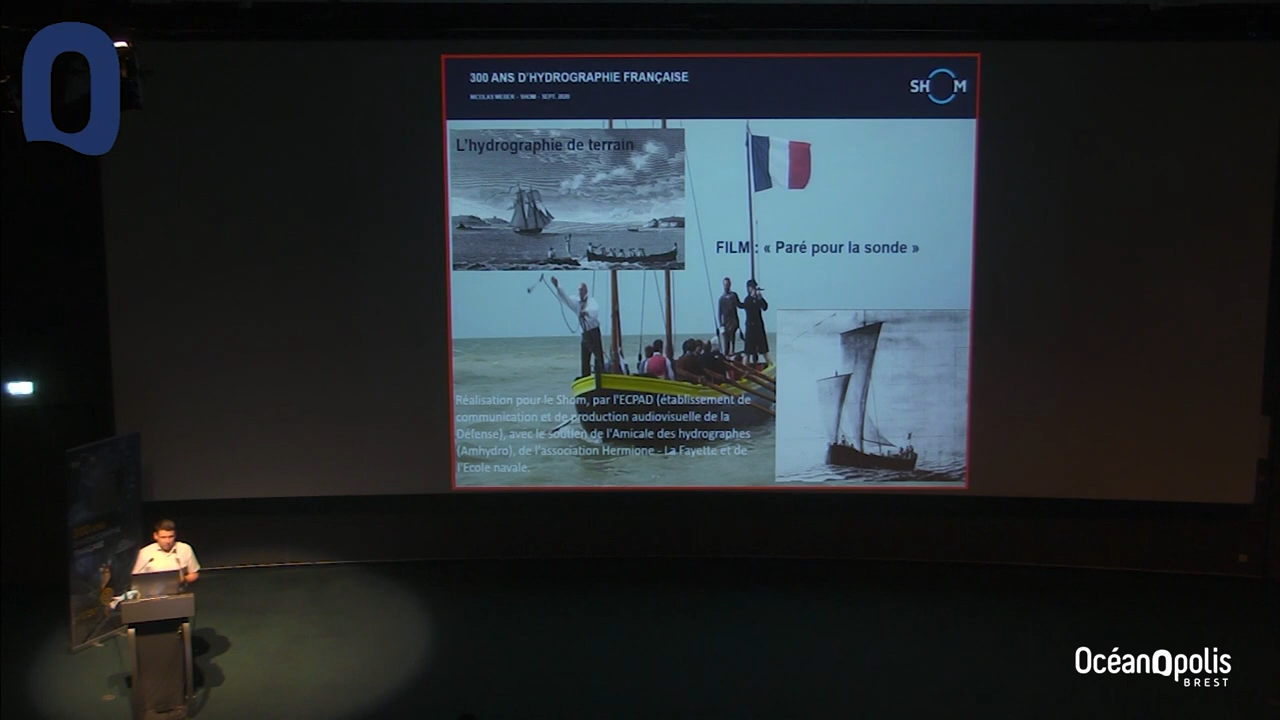 300 ANS D'HYDROGRAPHIE FRANÇAISE
NICOLAS WEBER - SHOM - SEPT. 2020
SHOM
L'hydrographie de terrain
FILM : « Paré pour la sonde »
Réalisation pour le Shom, par l'ECPAD (établissement de
communication et de production audiovisuelle de la
Défense), avec le soutien de l'Amicale des hydrographes
(Amhydro), de l'association Hermione - La Fayette et de
l'Ecole navale.
OcéanOpolis
BREST